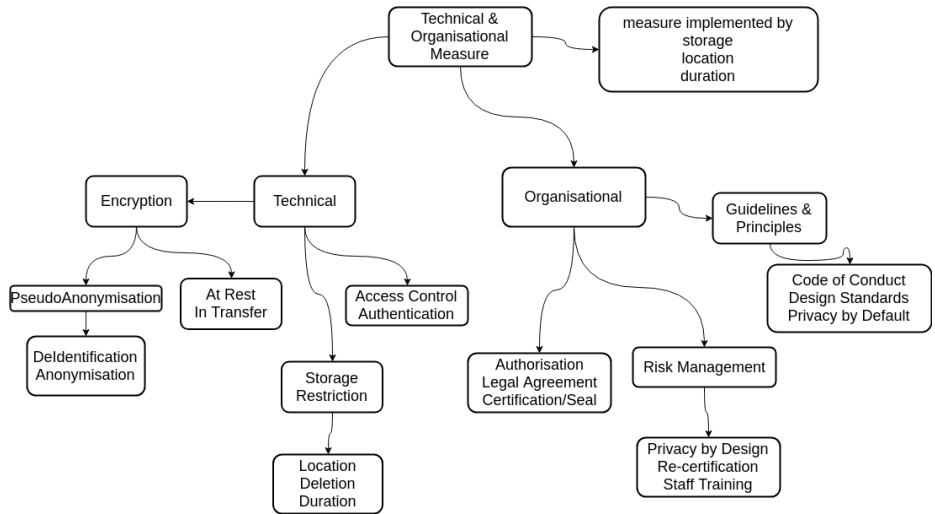 Technical &
Organisational
Measure
measure implemented by
storage
location
duration
Encryption
Technical
Organisational
Guidelines &
Principles
PseudoAnonymisation
At Rest
In Transfer
Access Control
Authentication
Code of Conduct
Design Standards
Privacy by Default
DeIdentification
Anonymisation
Storage
Restriction
Authorisation
Legal Agreement
Certification/Seal
Risk Management
Location
Deletion
Duration
Privacy by Design
Re-certification
Staff Training